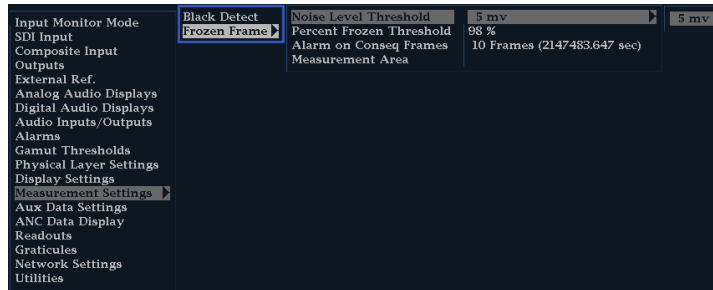 Input Monitor Mode
SDI Input
Composite Input
Outputs
External Ref.
Analog Audio Displays
Digital Audio Displays
Audio Inputs/Outputs
Alarms
Gamut Thresholds
Physical Layer Settings
Display Settings
Measurement Settings
Aux Data Settings
ANC Data Display
Readouts
Graticules
Network Settings
Utilities
Black Detect
Frozen Frame
Noise Level Threshold 5 mv
Percent Frozen Threshold 98 %
Alarm on Conseq Frames 10 Frames (2147483.647 sec)
Measurement Area
5 mv